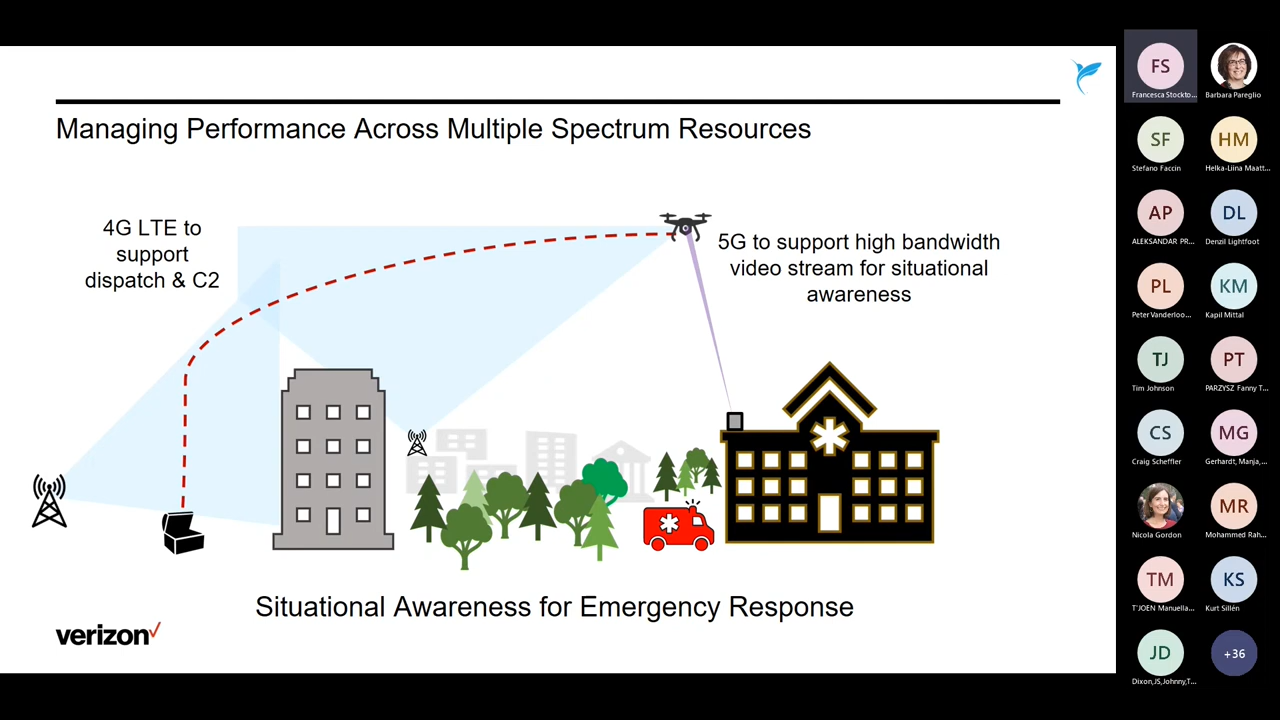 Managing Performance Across Multiple Spectrum Resources
4G LTE to
support
dispatch & C2
5G to support high bandwidth
video stream for situational
awareness
Situational Awareness for Emergency Response
verizon
FS
Francesca Stockto...
Barbara Pareglio
SF
Stefano Faccin
HM
Helka-Liina Maatt...
AP
ALEKSANDAR PR...
DL
Denzil Lightfoot
PL
Peter Vanderloo...
KM
Kapil Mittal
TJ
Tim Johnson
PT
PARZYSZ Fanny T...
CS
Craig Scheffler
MG
Gerhardt, Manja,...
Nicola Gordon
MR
Mohammed Rah...
TM
T'JOEN Manuella...
KS
Kurt Sillén
JD
Dixon,JS,Johnny,T...
+36